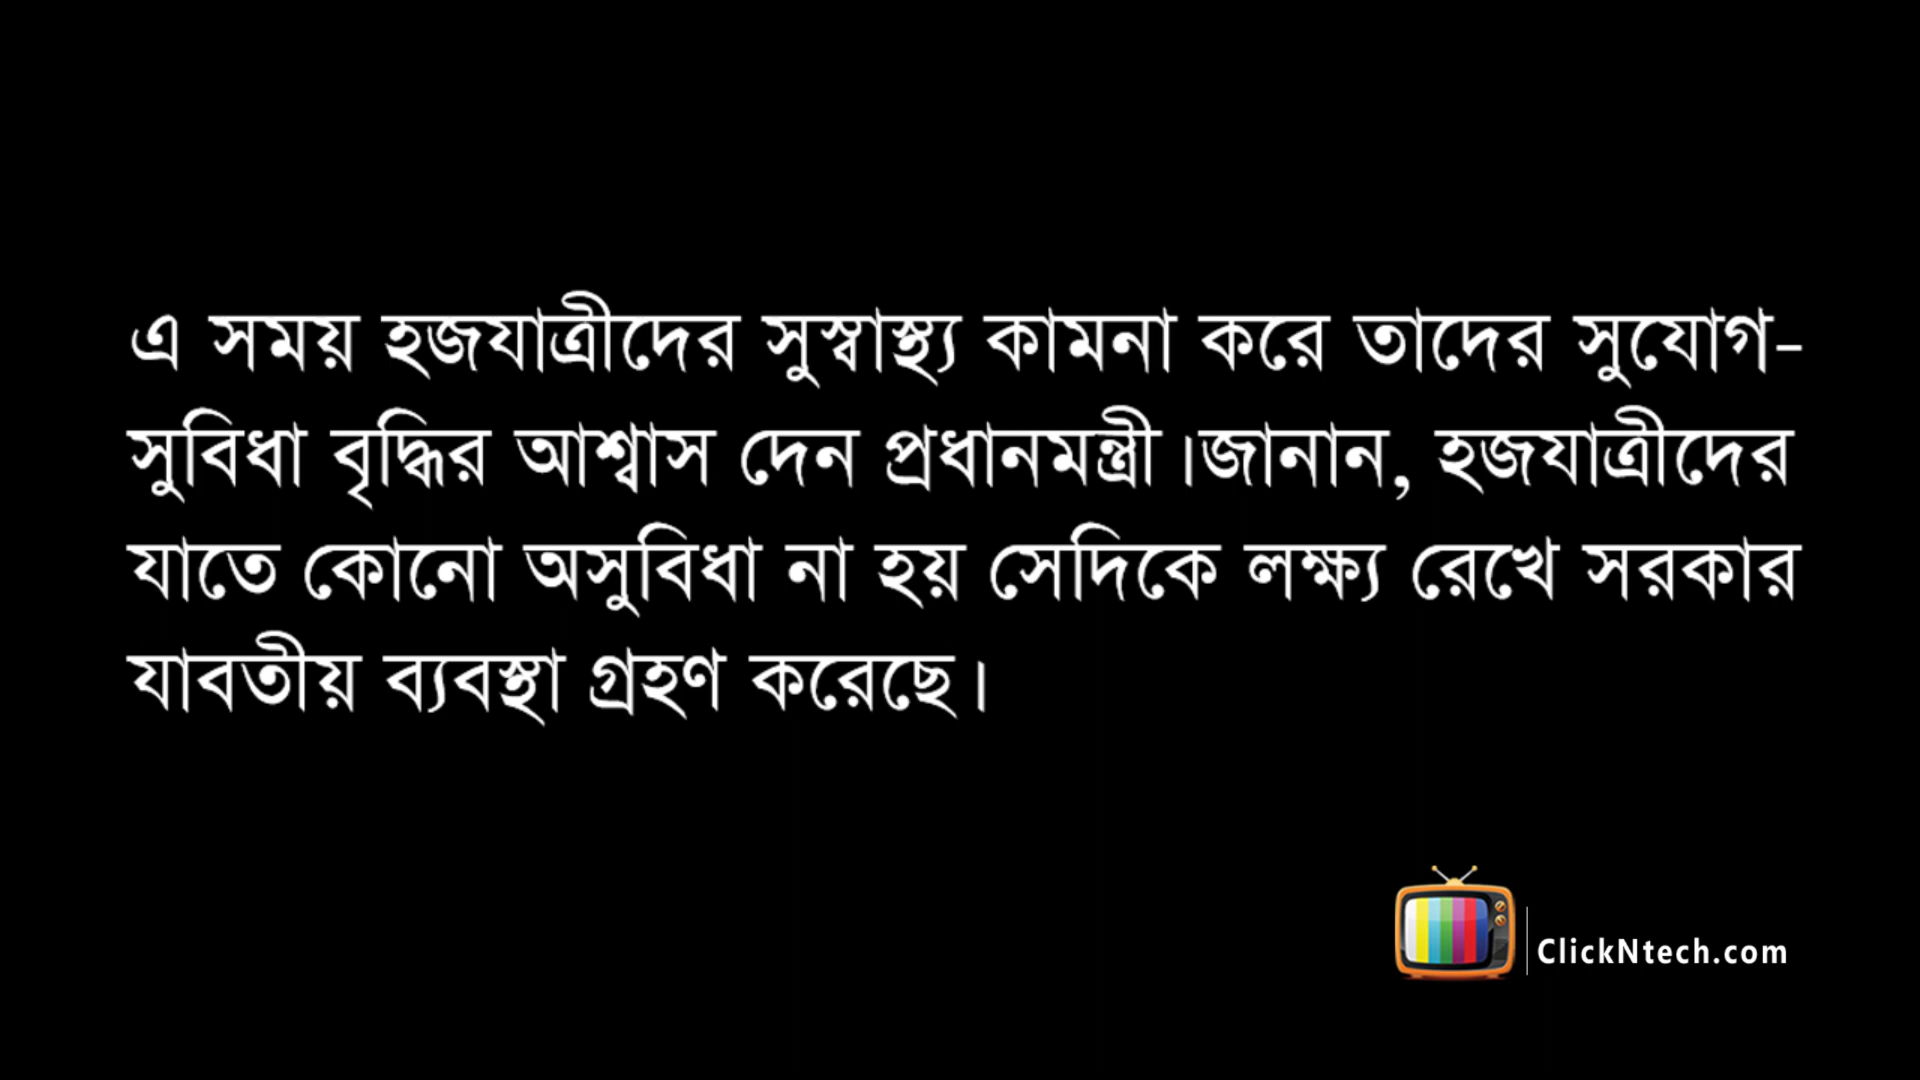 এ সময় হজযাত্রীদের সুস্বাস্থ্য কামনা করে তাদের সুযোগ-
সুবিধা বৃদ্ধির আশ্বাস দেন প্রধানমন্ত্রী।জানান, হজযাত্রীদের
যাতে কোনো অসুবিধা না হয় সেদিকে লক্ষ্য রেখে সরকার
যাবতীয় ব্যবস্থা গ্রহণ করেছে।
ClickNtech.com